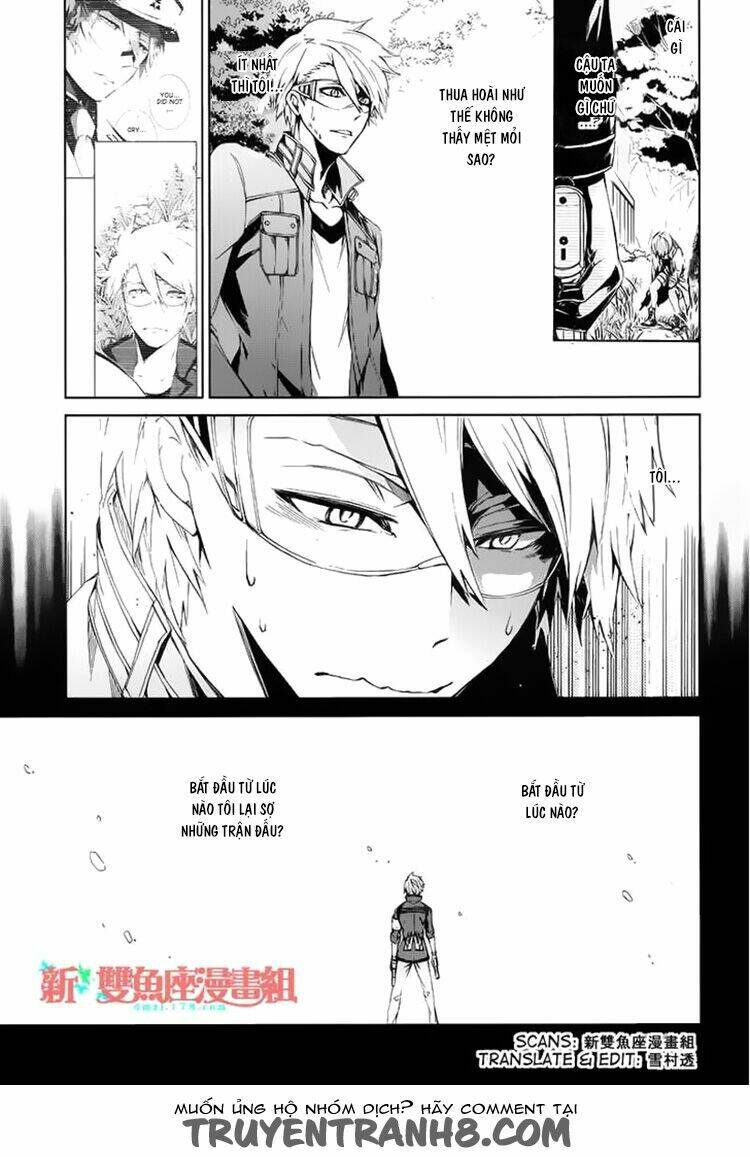 CÁI
GÌ
CẬU TA
MUỐN
GÌ CHỨ
....
THUA HOÀI NHƯ
THẾ KHÔNG
THẤY MỆT MỎI
SAO?
ÍT NHẤT
THÌ TÔI...
YOU
DID NOT
...
CRY...
TÔI...
BẮT ĐẦU TỪ
LÚC NÀO?
BẮT ĐẦU TỪ LÚC
NÀO TÔI LẠI SỢ
NHỮNG TRẬN ĐẤU?
新雙魚座漫畫組
SCANS: 新雙魚座漫畫組
TRANSLATE & EDIT: 雪村透
MUỐN ỦNG HỘ NHÓM DỊCH? HÃY COMMENT TẠI
TRUYENTRANH8.COM